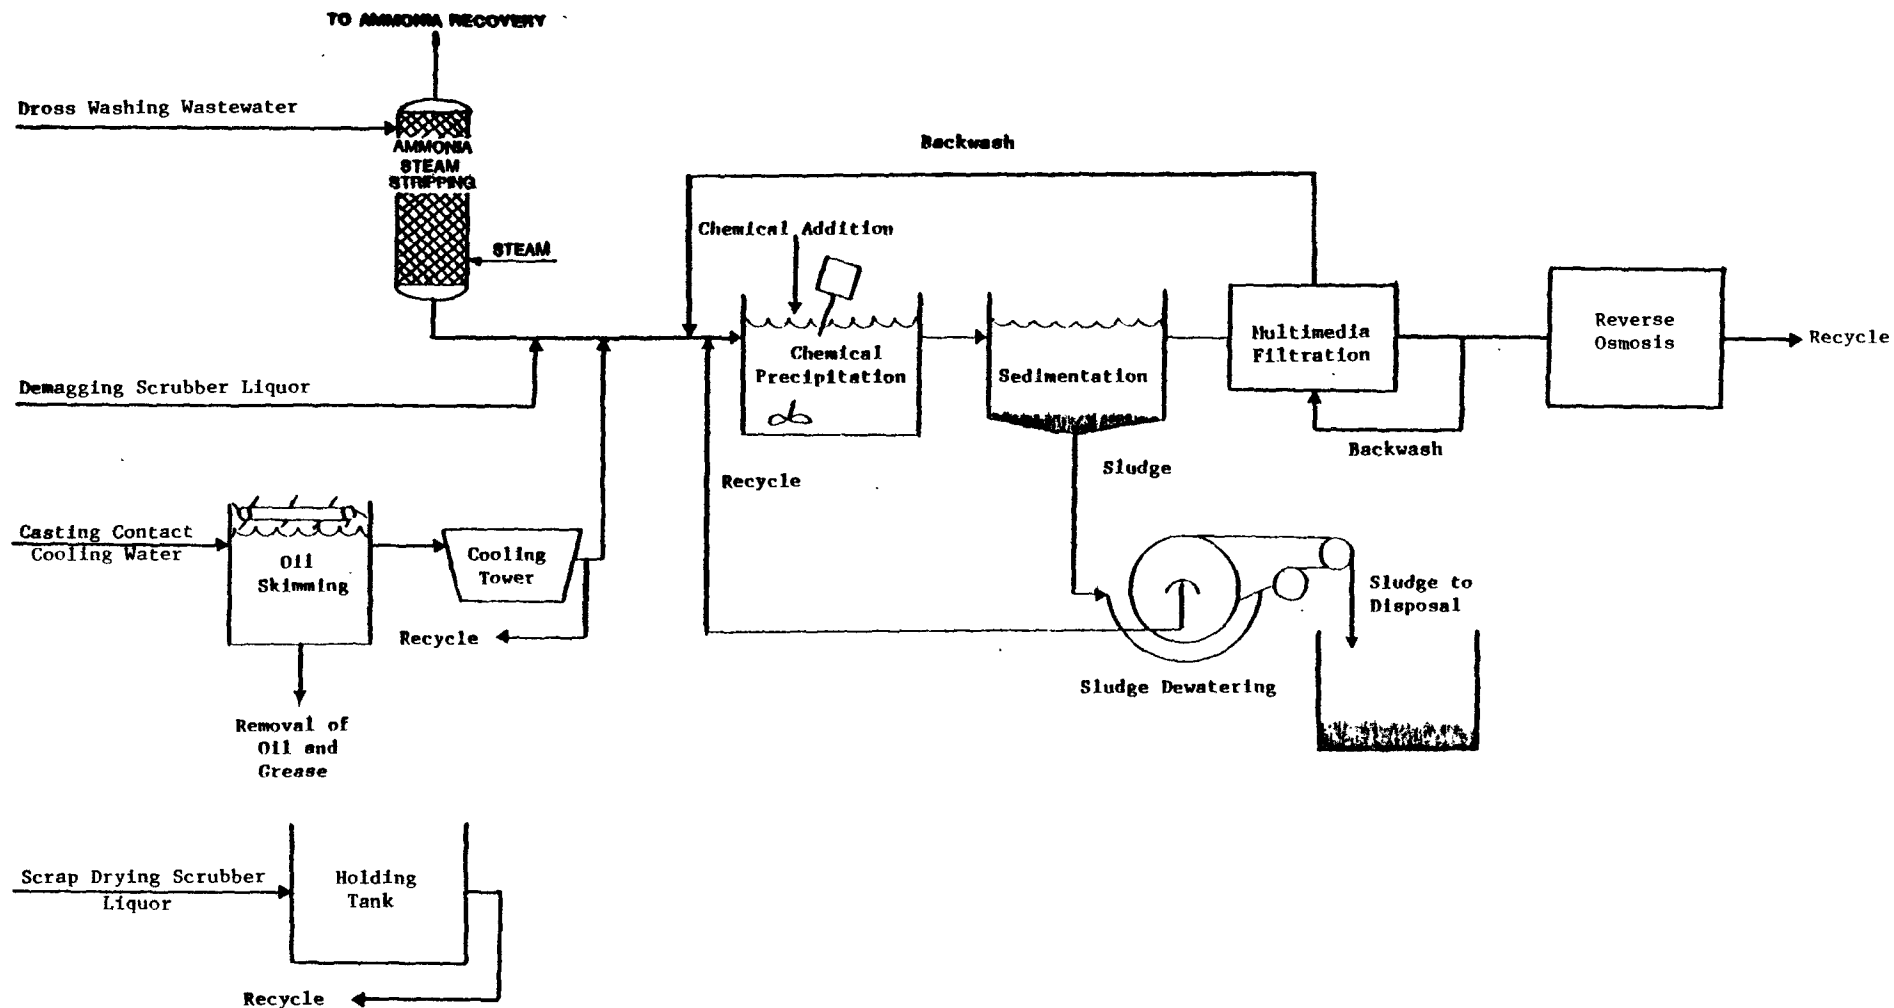 TO AMMONIA RECOVERY
Dross Washing Wastewater
AMMONIA
STEAM
STRIPPING
STEAM
Backwash
Chemical Addition
Chemical
Precipitation
Sedimentation
Multimedia
Filtration
Reverse
Osmosis
Recycle
Demagging Scrubber Liquor
Backwash
Sludge
Recycle
Casting Contact
Cooling Water
Oil
Skimming
Cooling
Tower
Recycle
Sludge to
Disposal
Sludge Dewatering
Removal of
Oil and
Grease
Scrap Drying Scrubber
Liquor
Holding
Tank
Recycle